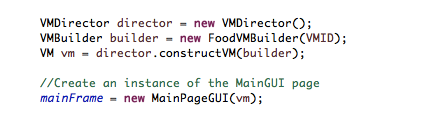 VMDirector director = new VMDirector();
VMBuilder builder = new FoodVMBuilder(VMID);
VM vm = director.constructVM(builder);
//Create an instance of the MainGUI page
mainFrame = new MainPageGUI(vm);